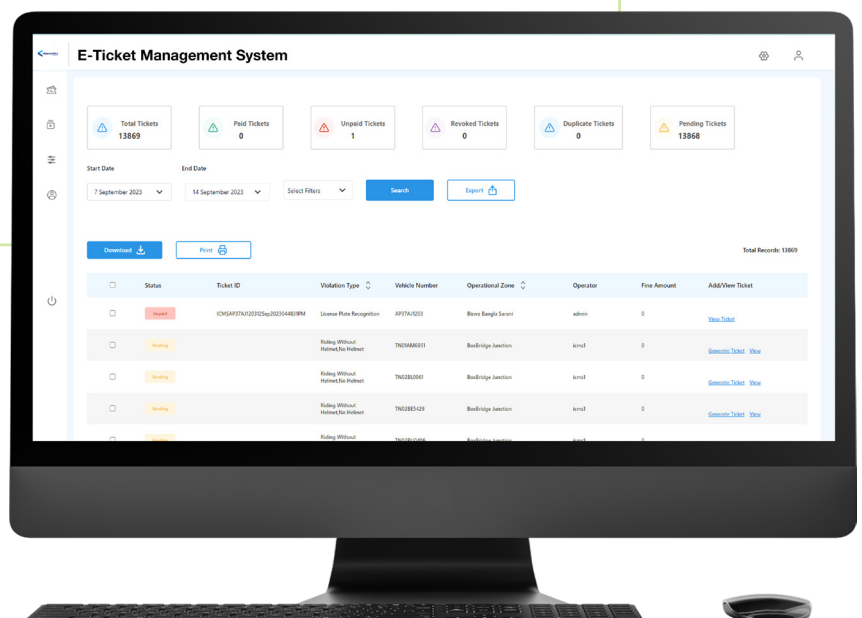 E-Ticket Management System
Total Tickets
13869
Paid Tickets
0
Unpaid Tickets
1
Revoked Tickets
0
Duplicate Tickets
0
Pending Tickets
13868
Start Date
End Date
7 September 2023
14 September 2023
Select Filters
Search
Export
Download
Print
Total Records: 13869
Status Ticket ID Violation Type Vehicle Number Operational Zone Operator Fine Amount Add/View Ticket
Unpaid License Plate Recognition AP37AJ1203 Biswa Bangla Sarani admin 0 View Ticket
Riding Without
Pending Helmet,No Helmet TN09AM6951 BoxBridge Junction icms1 0 Generate Ticket View
Riding Without
Pending Helmet,No Helmet TN02BL0961 BoxBridge Junction icms1 0 Generate Ticket View
Riding Without
Pending Helmet,No Helmet TN02BE5429 BoxBridge Junction icms1 0 Generate Ticket View
Riding Without